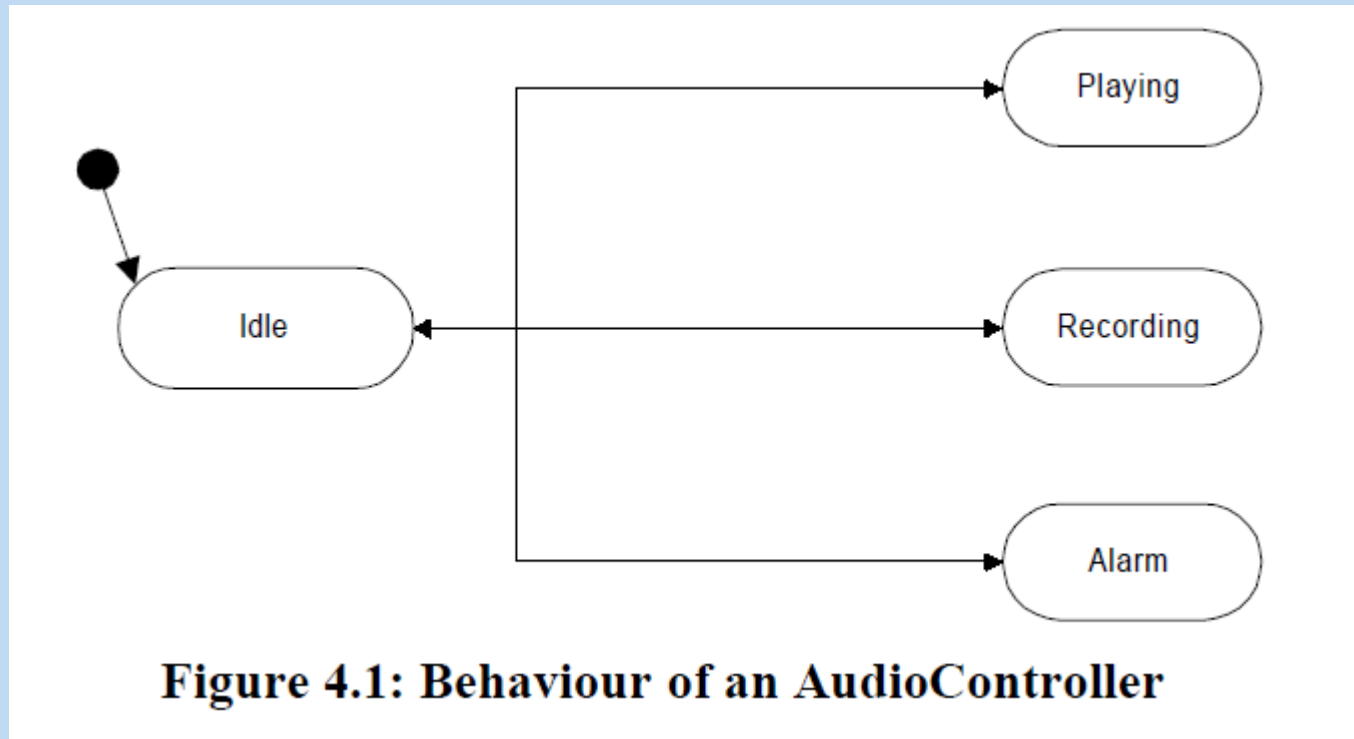 Playing
Idle
Recording
Alarm
Figure 4.1: Behaviour of an AudioController